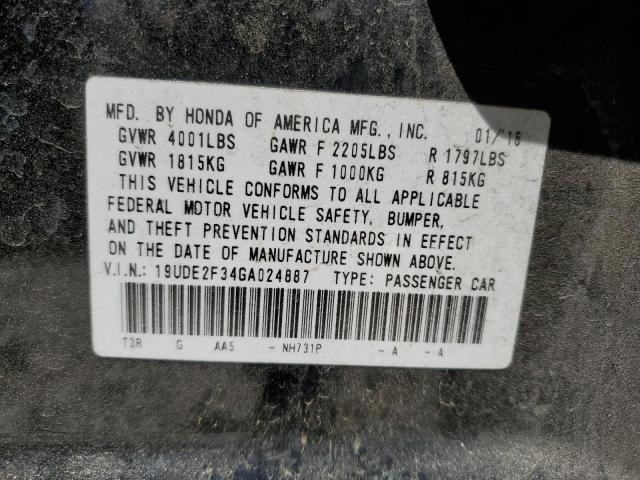 MFD. BY HONDA OF AMERICA MFG., INC. 01/'16
GVWR 4001LBS GAWR F 2205LBS R 1797LBS
GVWR 1815KG GAWR F 1000KG R 815KG
THIS VEHICLE CONFORMS TO ALL APPLICABLE
FEDERAL MOTOR VEHICLE SAFETY, BUMPER,
AND THEFT PREVENTION STANDARDS IN EFFECT
ON THE DATE OF MANUFACTURE SHOWN ABOVE.
V.I.N.: 19UDE2F34GA024887 TYPE: PASSENGER CAR
T3R G AA5 - NH731P - A - A